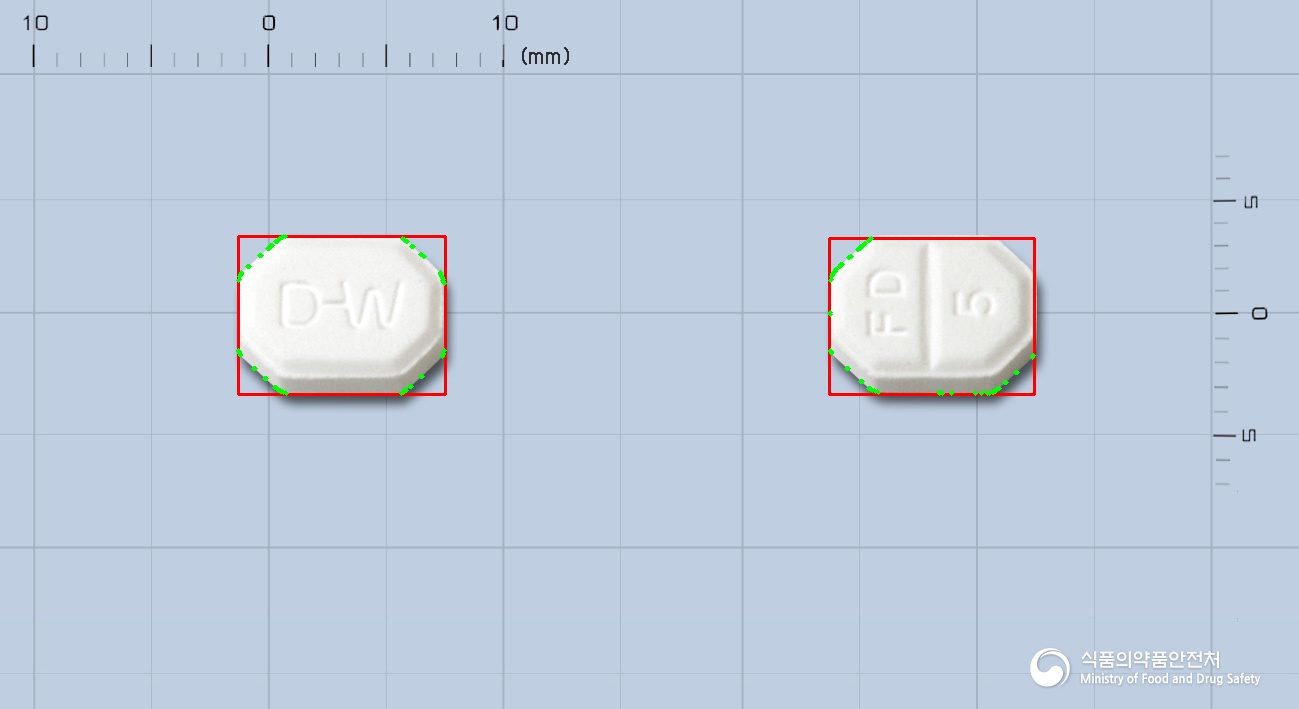 10 0 10
(mm)
D-W
FD 5
5
0
5
식품의약품안전처
Ministry of Food and Drug Safety